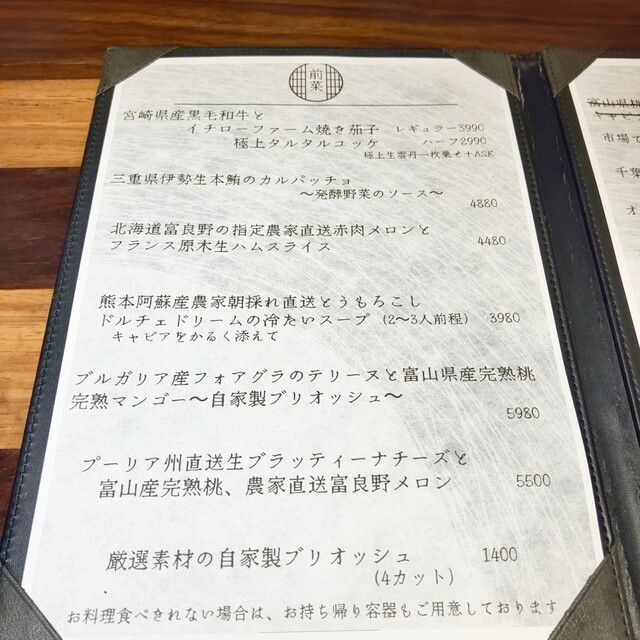 前菜
宮崎県産黒毛和牛と
イチローファーム焼き茄子 レギュラー3990
極上タルタルユッケ ハーフ2990
極上生雲丹一枚乗せ+ASK
三重県伊勢生本鮪のカルパッチョ
〜発酵野菜のソース〜
4880
北海道富良野の指定農家直送赤肉メロンと
フランス原木生ハムスライス 4480
熊本阿蘇産農家朝採れ直送とうもろこし
ドルチェドリームの冷たいスープ (2〜3人前程) 3980
キャビアをかるく添えて
ブルガリア産フォアグラのテリーヌと富山県産完熟桃
完熟マンゴー〜自家製ブリオッシュ〜
5980
プーリア州直送生ブラッティーナチーズと
富山産完熟桃、農家直送富良野メロン 5500
厳選素材の自家製ブリオッシュ 1400
(4カット)
お料理食べきれない場合は、お持ち帰り容器もご用意しております
富山県桃
キャビ
市場で
千葉
オ